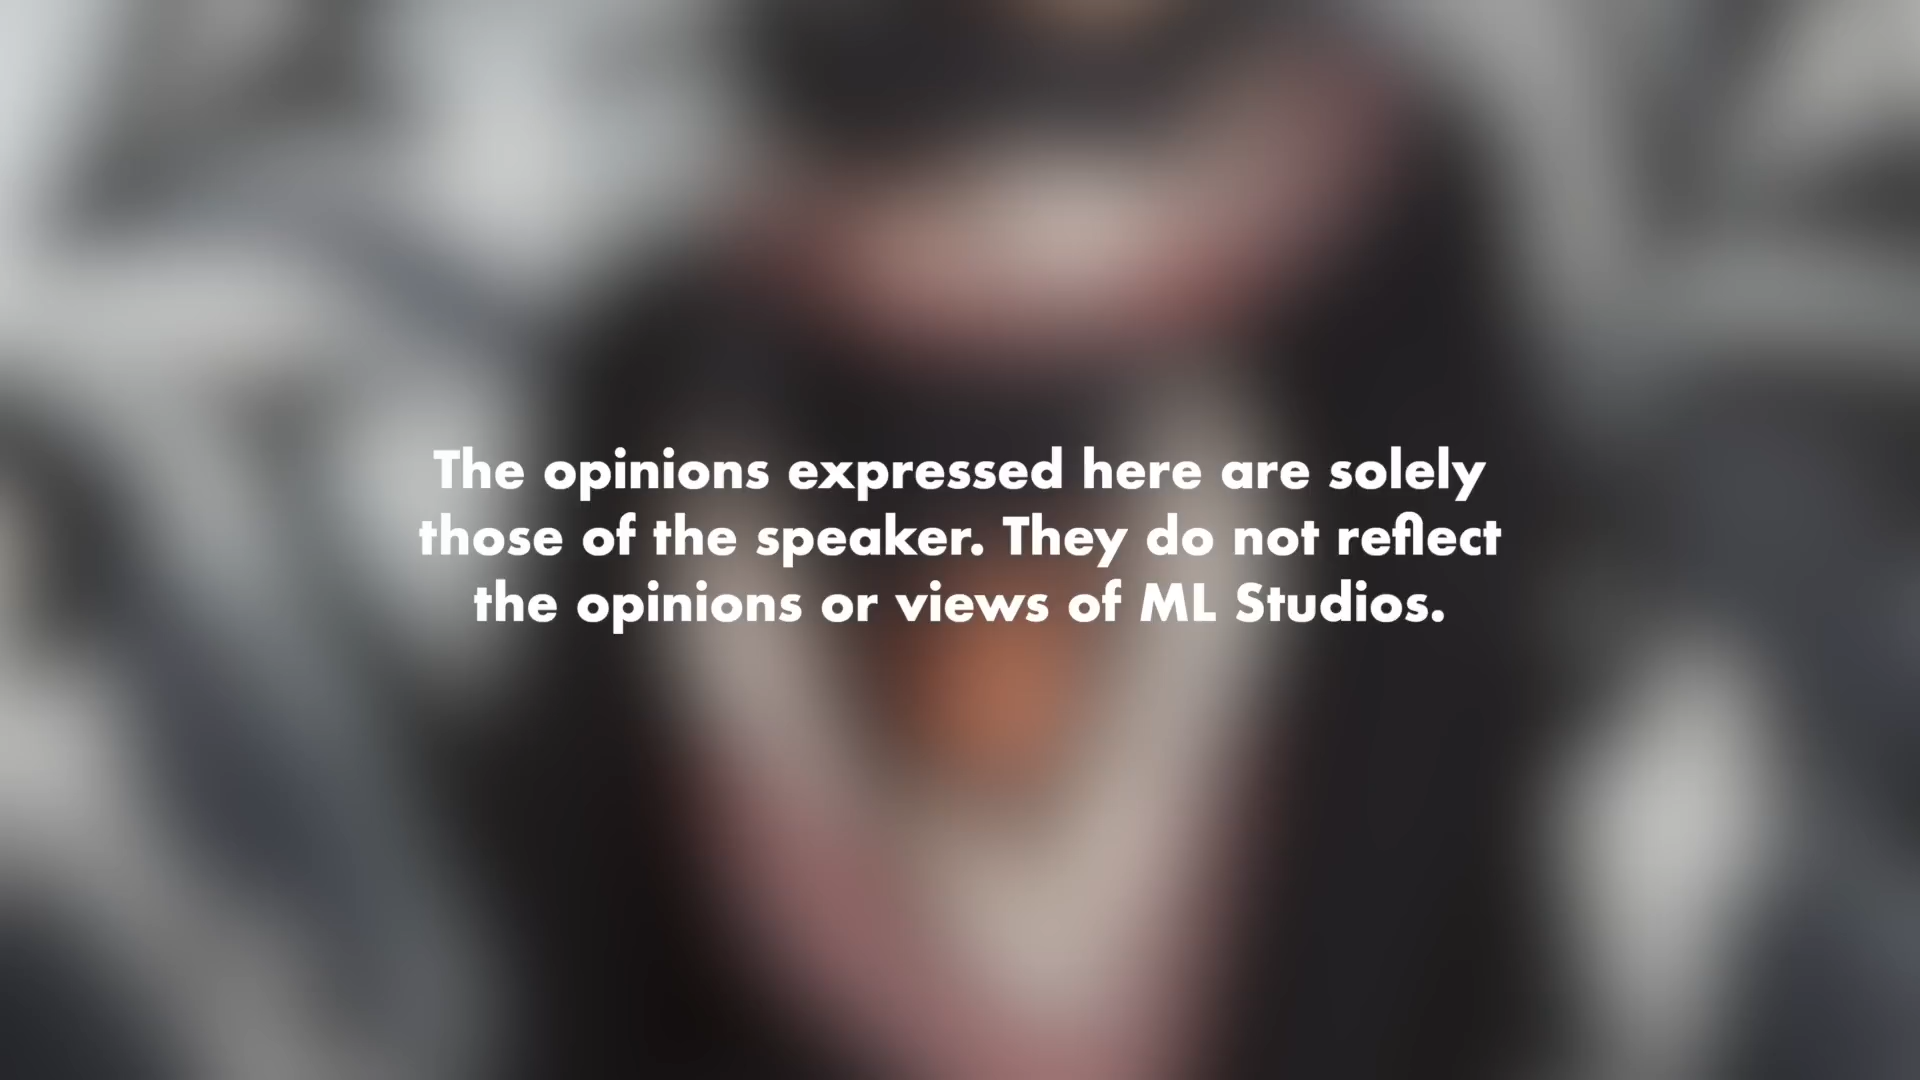 The opinions expressed here are solely
those of the speaker. They do not reflect
the opinions or views of ML Studios.